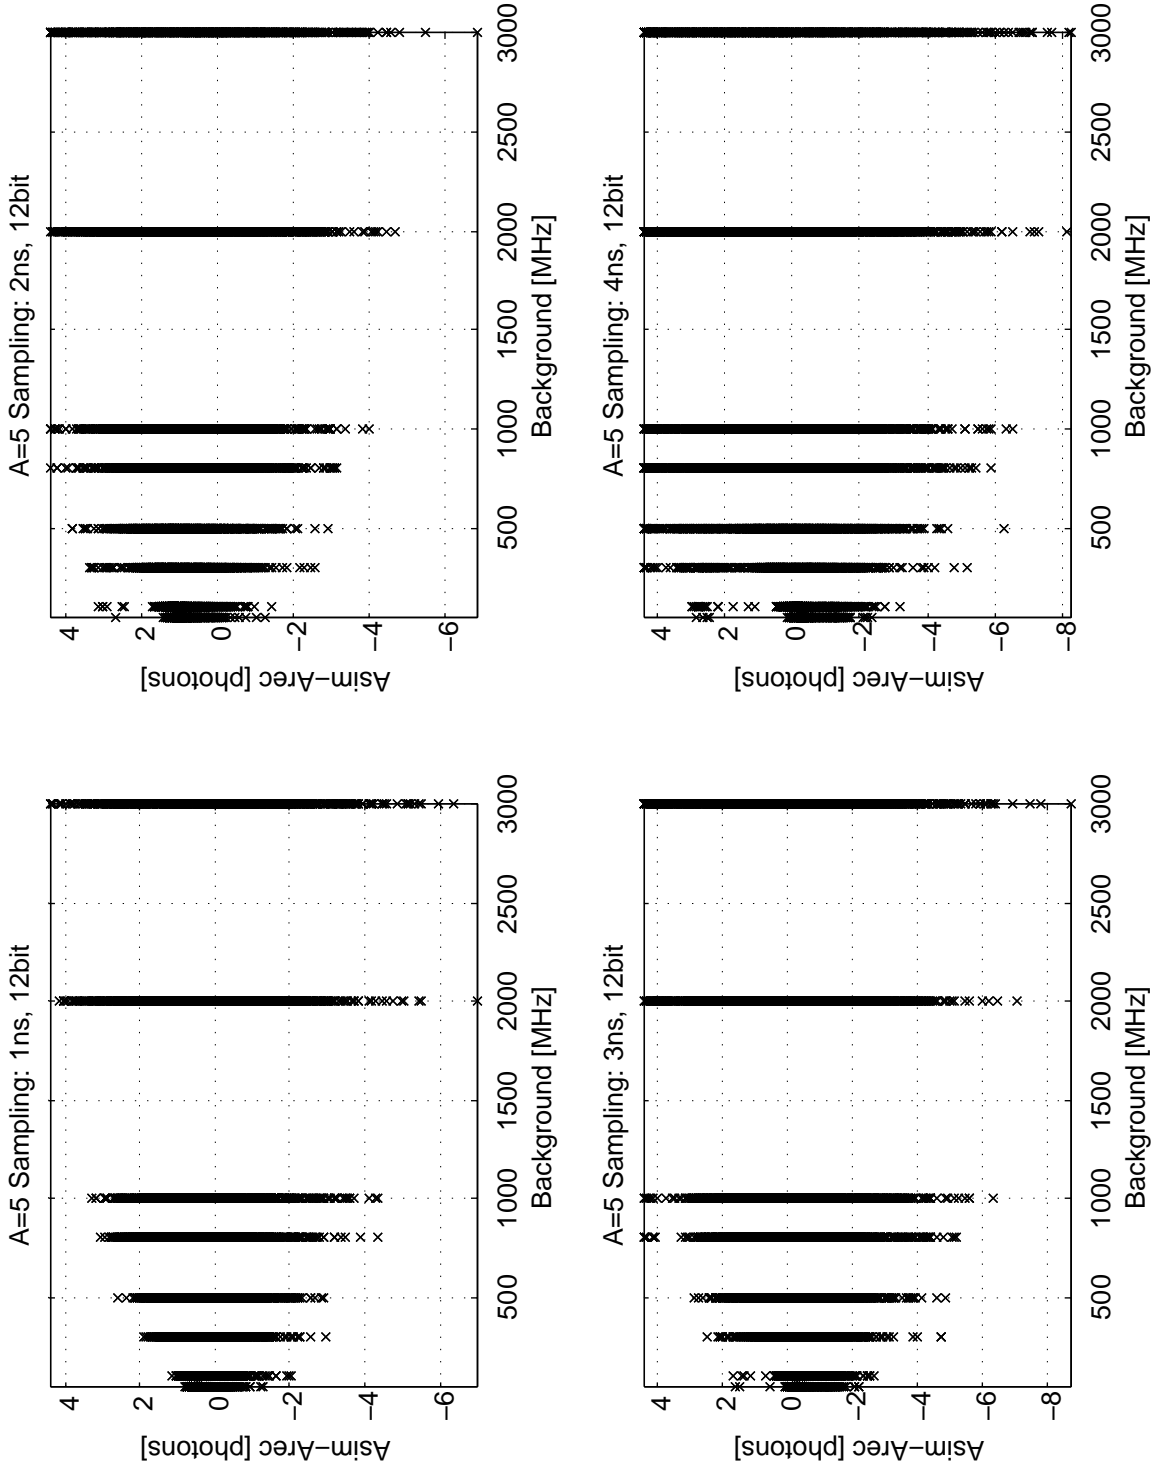 A=5 Sampling: 1ns, 12bit
4
2
0
−2
−4
−6
Asim−Arec [photons]
500 1000 1500 2000 2500 3000
Background [MHz]
A=5 Sampling: 2ns, 12bit
4
2
0
−2
−4
−6
Asim−Arec [photons]
500 1000 1500 2000 2500 3000
Background [MHz]
A=5 Sampling: 3ns, 12bit
4
2
0
−2
−4
−6
−8
Asim−Arec [photons]
500 1000 1500 2000 2500 3000
Background [MHz]
A=5 Sampling: 4ns, 12bit
4
2
0
−2
−4
−6
−8
Asim−Arec [photons]
500 1000 1500 2000 2500 3000
Background [MHz]